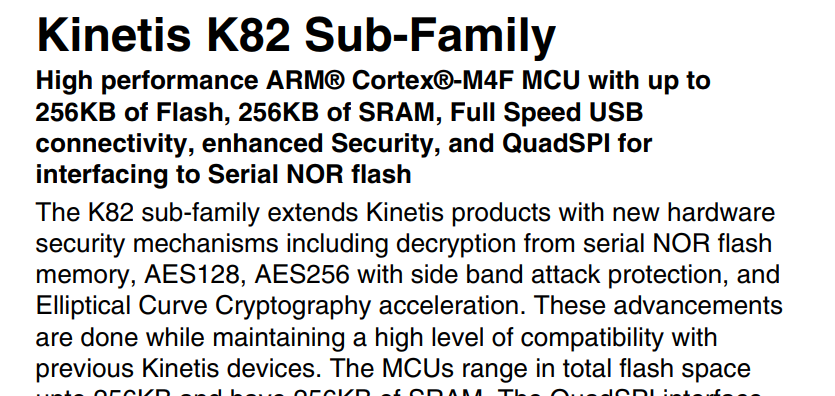 Kinetis K82 Sub-Family
High performance ARM® Cortex®-M4F MCU with up to
256KB of Flash, 256KB of SRAM, Full Speed USB
connectivity, enhanced Security, and QuadSPI for
interfacing to Serial NOR flash
The K82 sub-family extends Kinetis products with new hardware
security mechanisms including decryption from serial NOR flash
memory, AES128, AES256 with side band attack protection, and
Elliptical Curve Cryptography acceleration. These advancements
are done while maintaining a high level of compatibility with
previous Kinetis devices. The MCUs range in total flash space
upto 256KB and have 256KB of SRAM. The QuadSPI interface